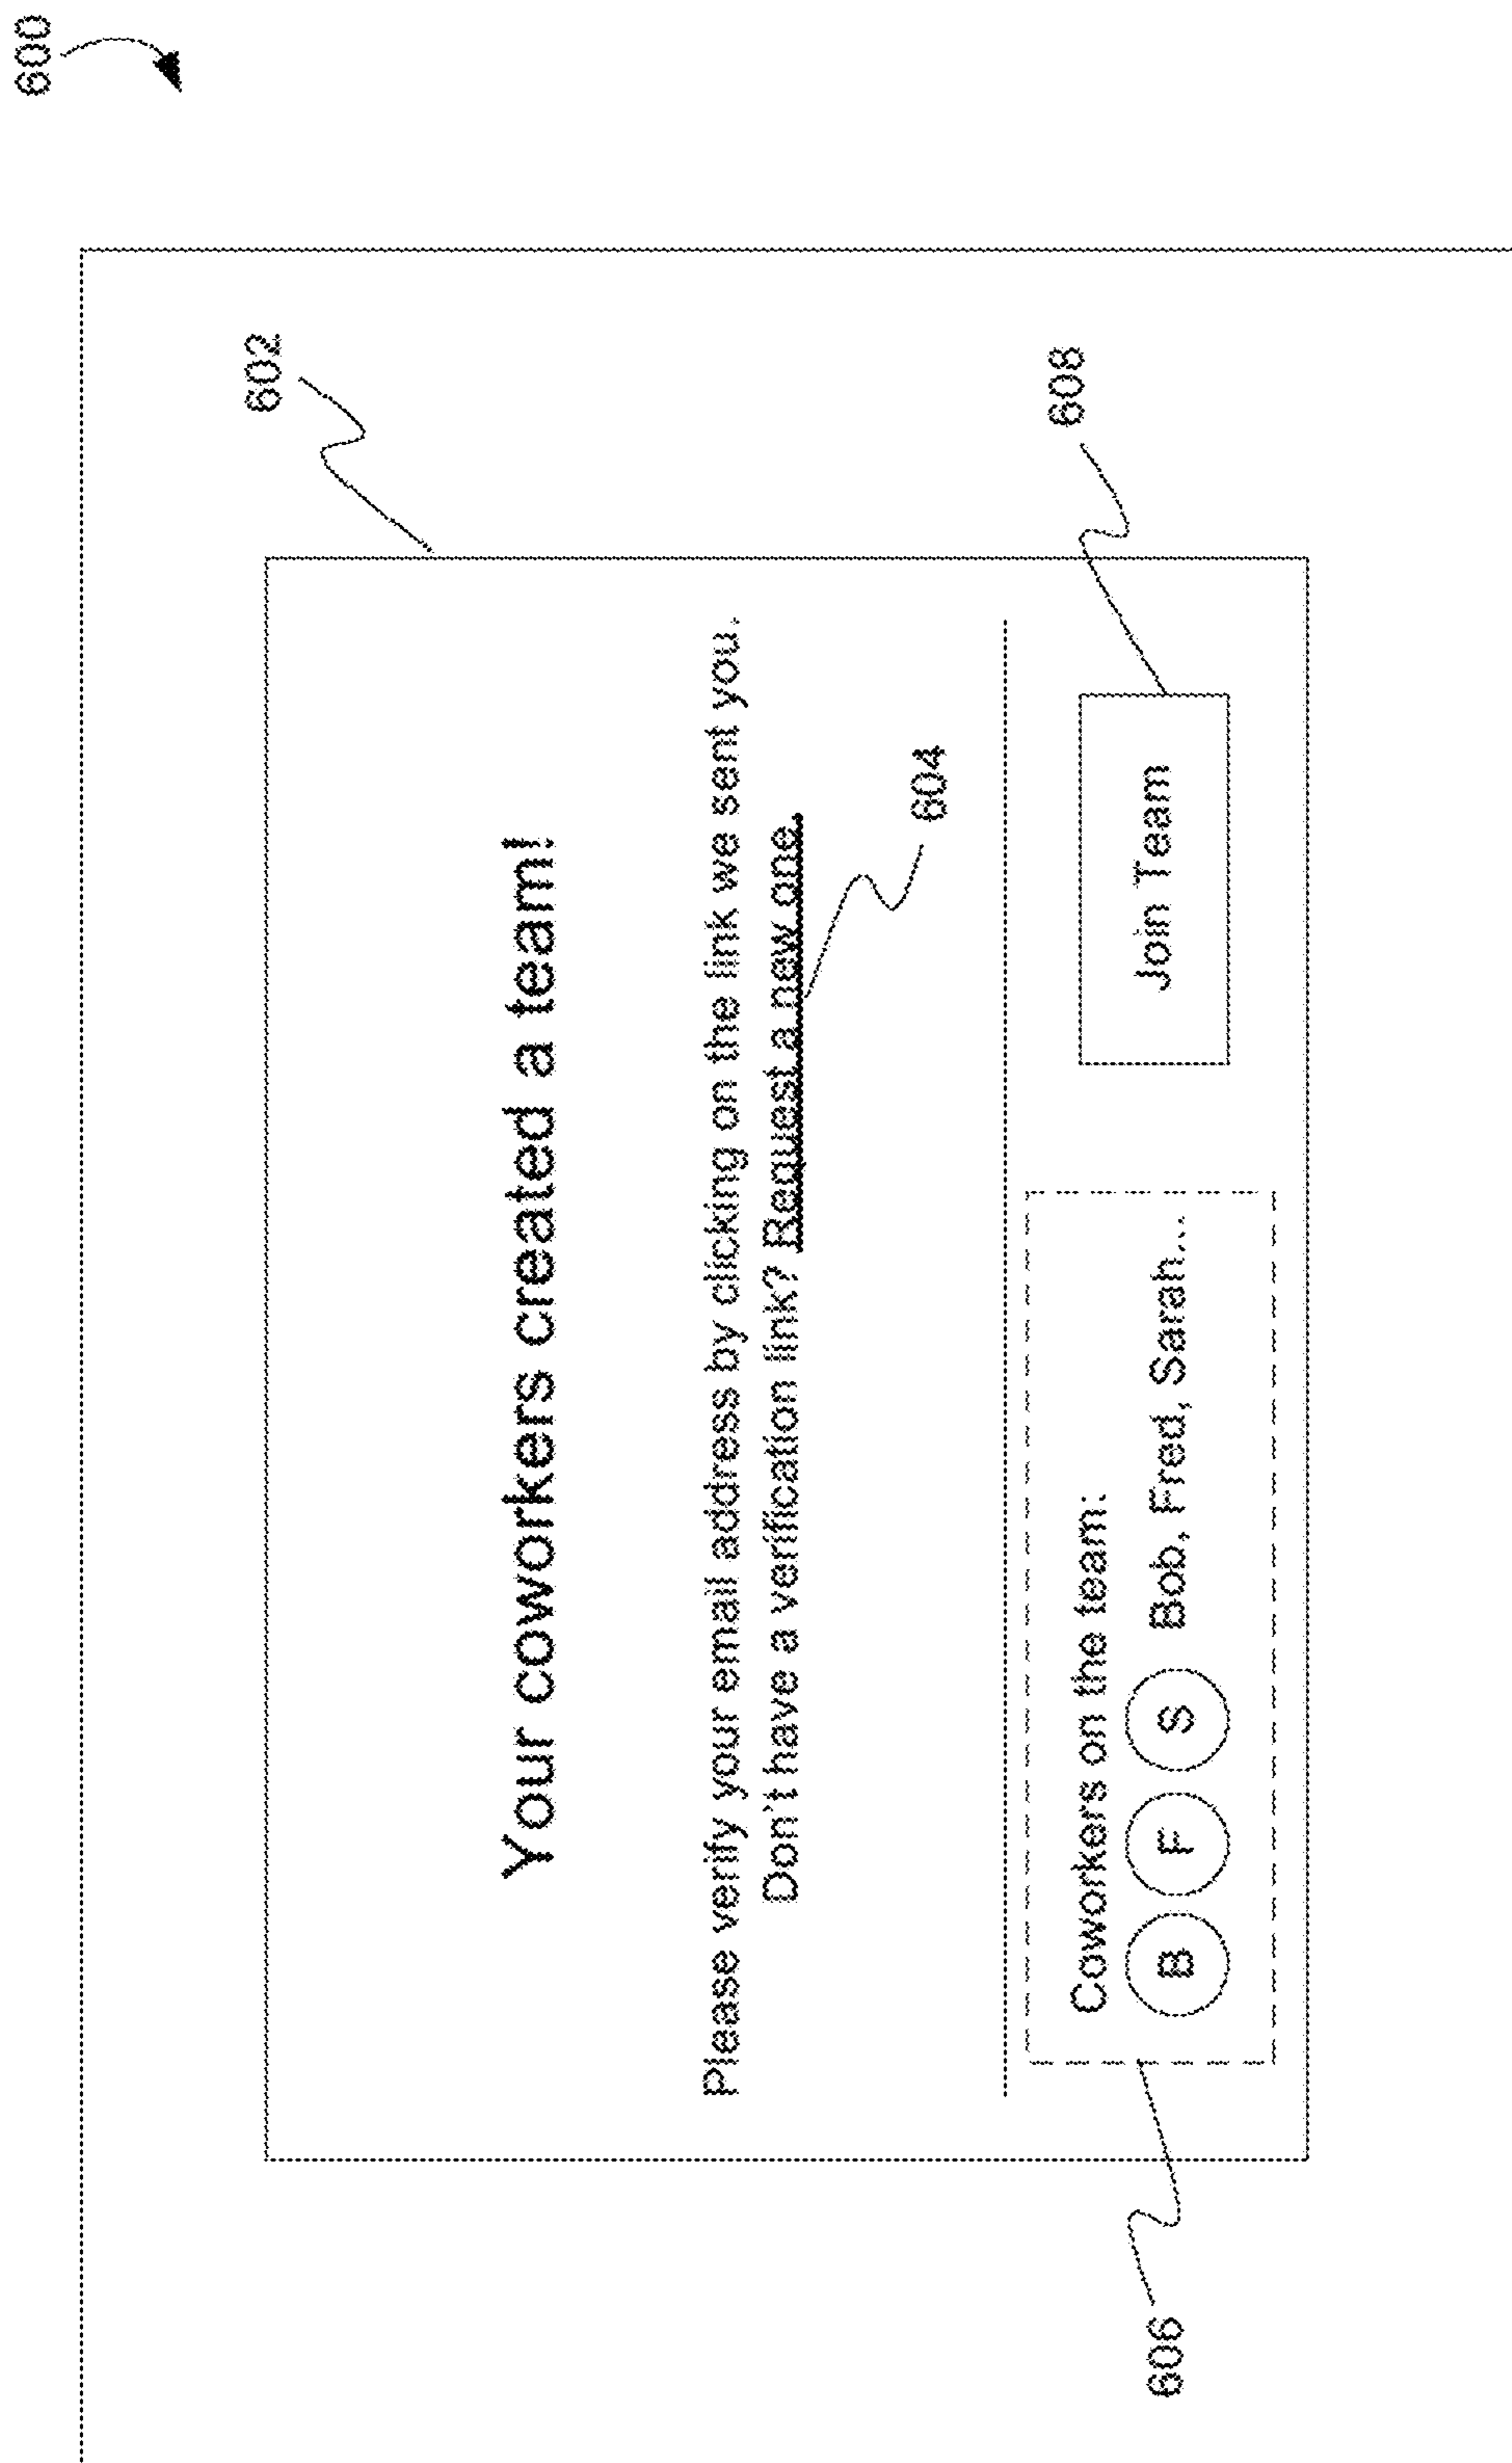 600
602
Your coworkers created a team!
Please verify your email address by clicking on the link we sent you.
Don't have a verification link? Request a new one.
604
Coworkers on the team:
B F S Bob, Fred, Sarah...
Join Team
608
606